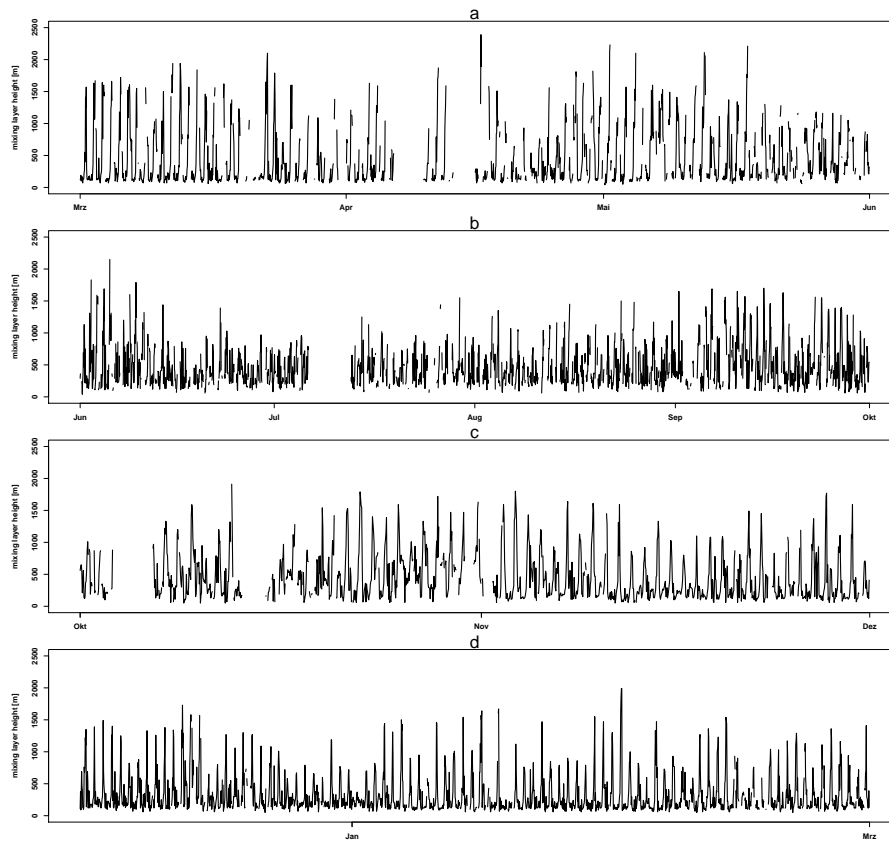 a
mixing layer height [m]
2500
2000
1500
1000
500
0
Mrz Apr Mai Jun
b
mixing layer height [m]
2500
2000
1500
1000
500
0
Jun Jul Aug Sep Okt
c
mixing layer height [m]
2500
2000
1500
1000
500
0
Okt Nov Dez
d
mixing layer height [m]
2500
2000
1500
1000
500
0
Jan Mrz